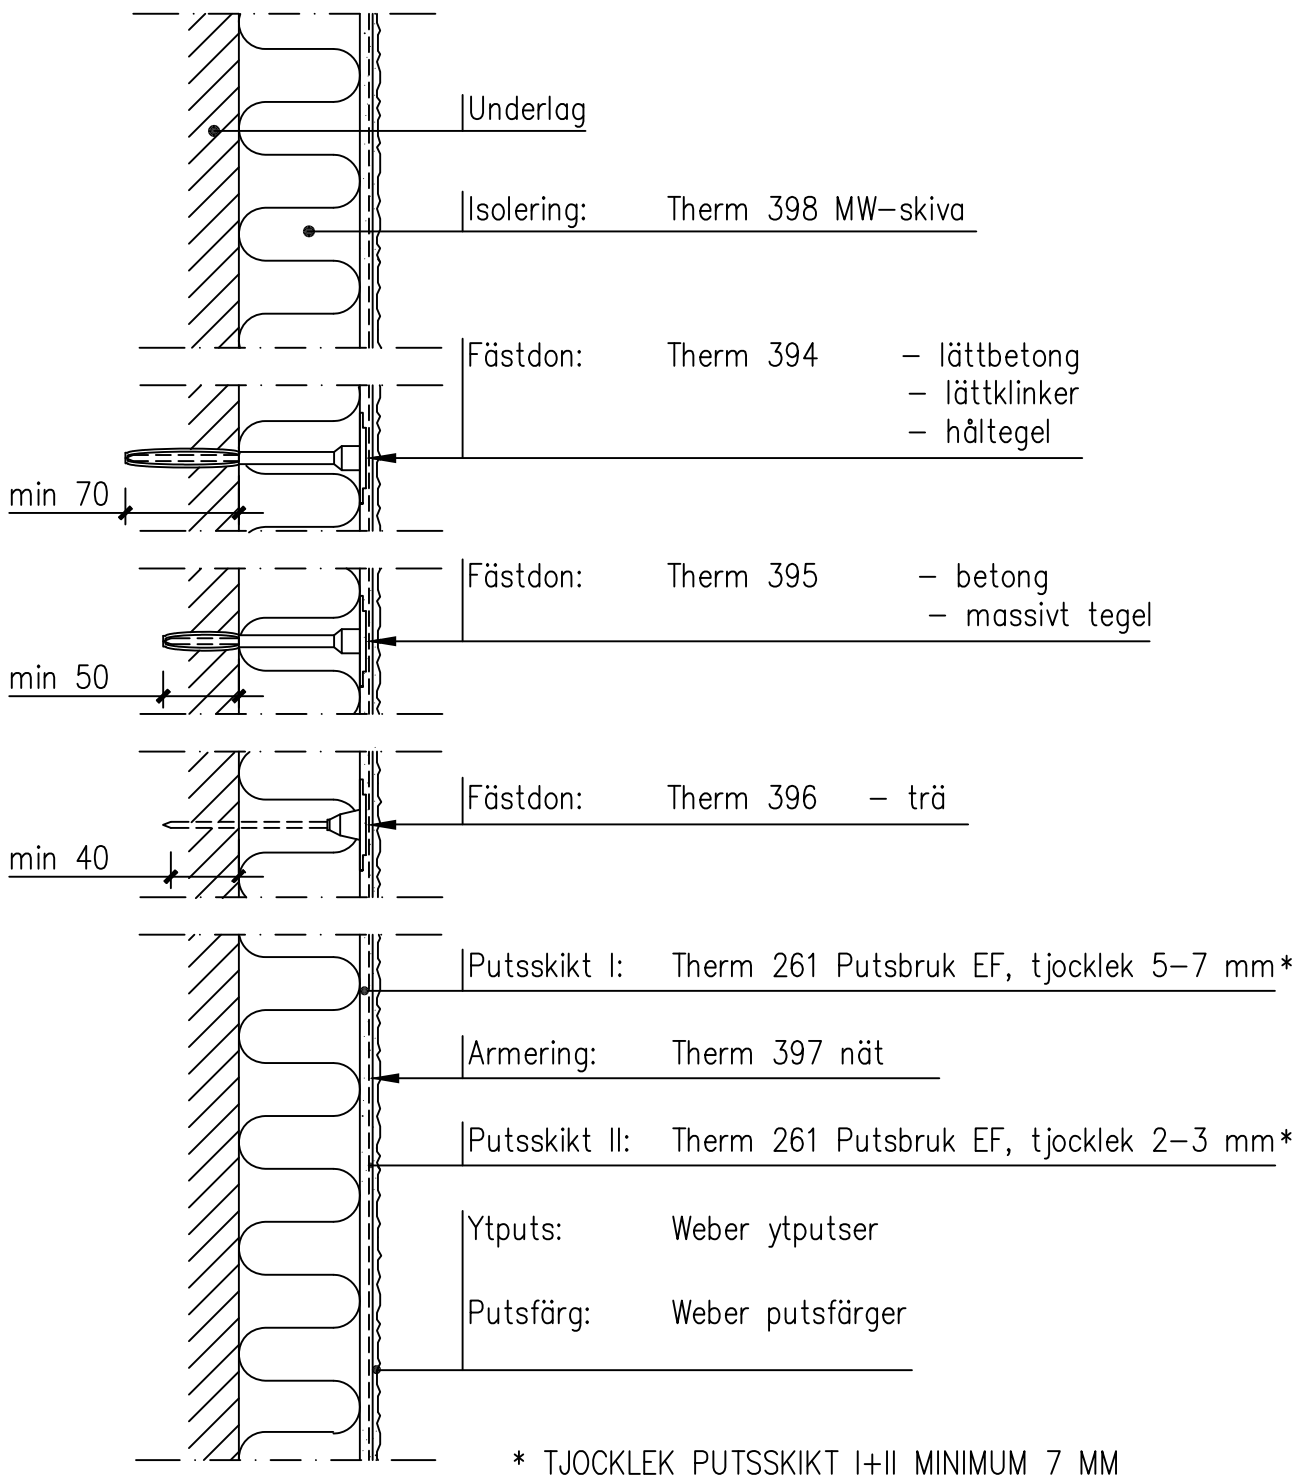 Underlag
Isolering: Therm 398 MW-skiva
Fästdon: Therm 394 - lättbetong
- lättklinker
- håltegel
min 70
Fästdon: Therm 395 - betong
- massivt tegel
min 50
Fästdon: Therm 396 - trä
min 40
Putsskikt I: Therm 261 Putsbruk EF, tjocklek 5-7 mm*
Armering: Therm 397 nät
Putsskikt II: Therm 261 Putsbruk EF, tjocklek 2-3 mm*
Ytputs: Weber ytputser
Putsfärg: Weber putsfärger
* TJOCKLEK PUTSSKIKT I+II MINIMUM 7 MM